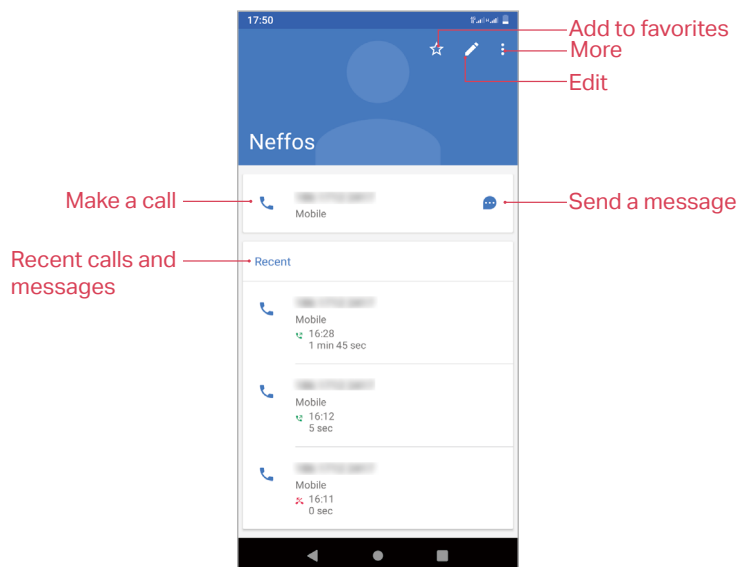 17:50
Add to favorites
More
Edit
Neffos
Make a call
Mobile
Send a message
Recent calls and
messages
Recent
Mobile
16:28
1 min 45 sec
Mobile
16:12
5 sec
Mobile
16:11
0 sec